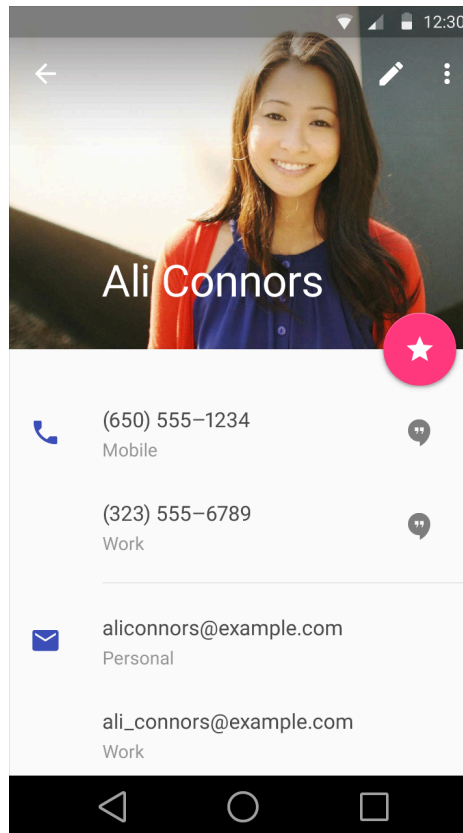 12:30
Ali Connors
(650) 555–1234
Mobile
(323) 555–6789
Work
aliconnors@example.com
Personal
ali_connors@example.com
Work